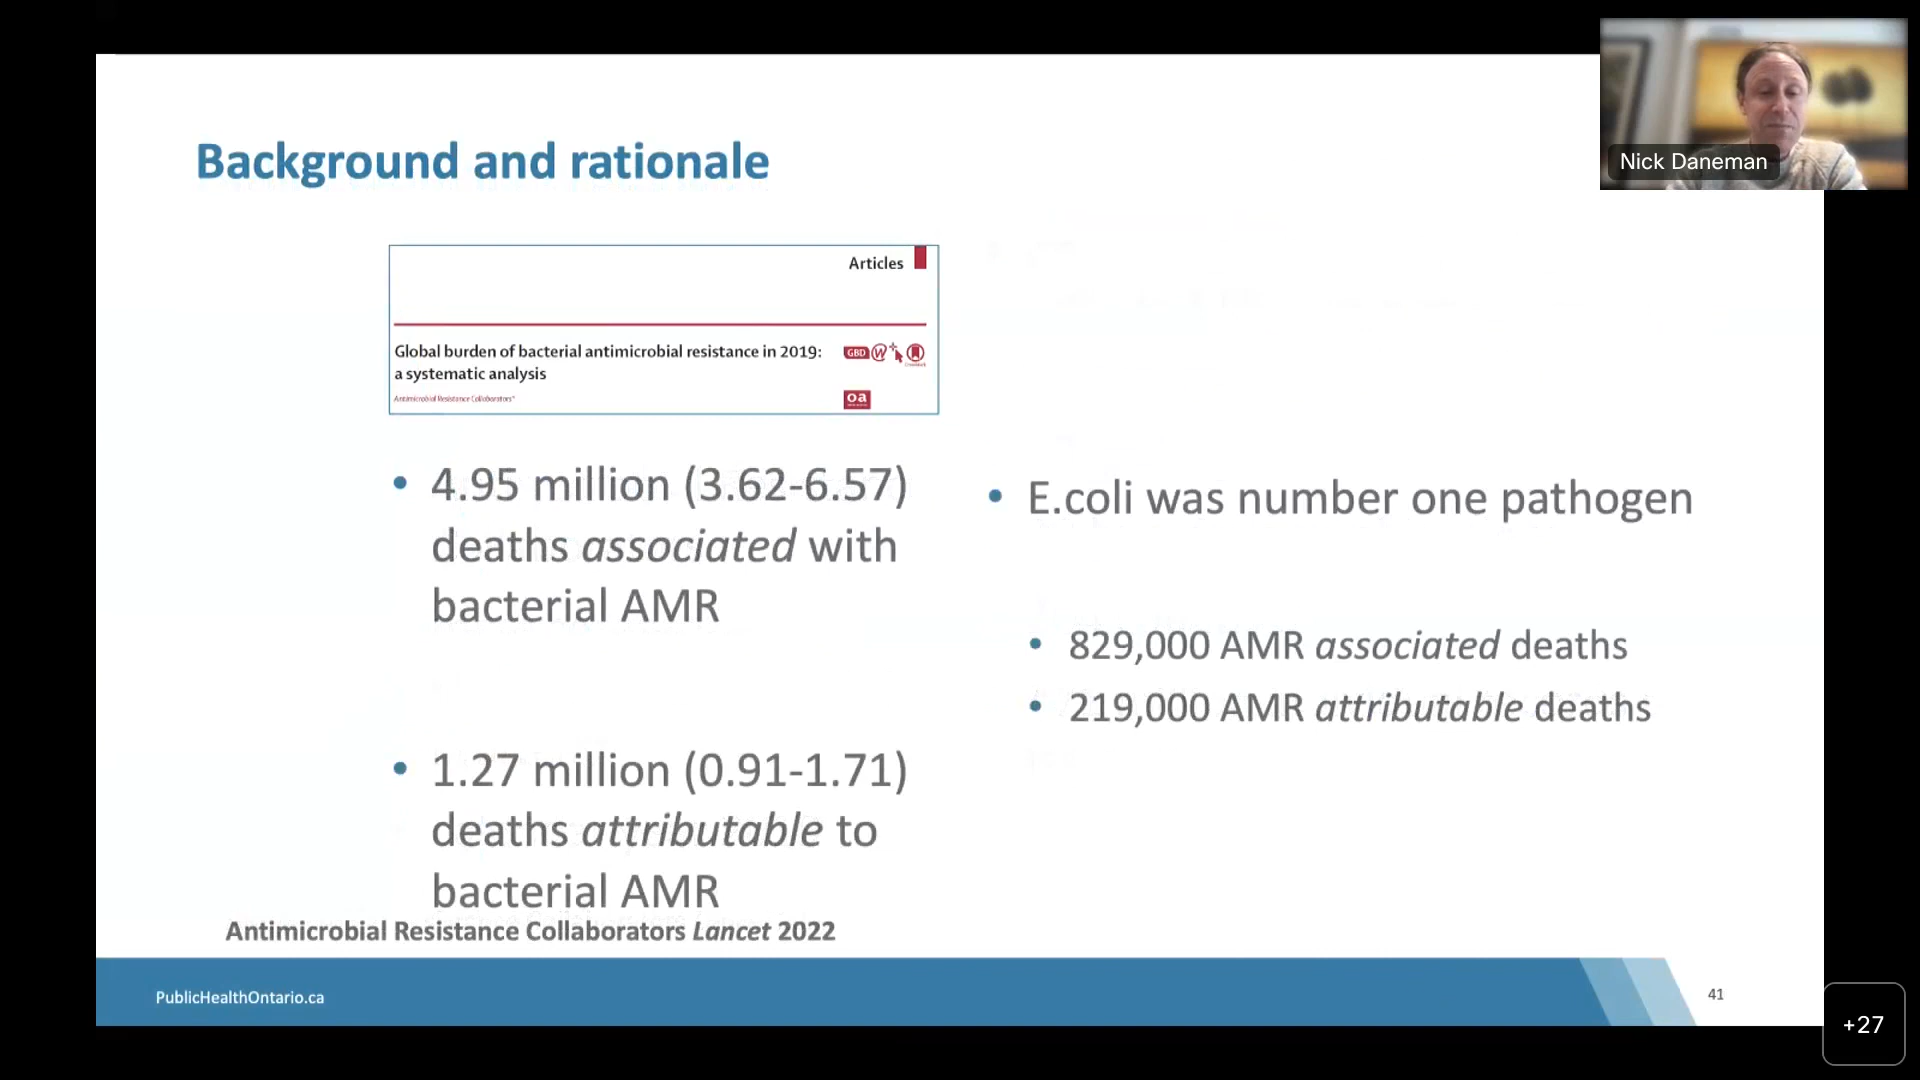 Background and rationale
Nick Daneman
Articles
Global burden of bacterial antimicrobial resistance in 2019:
a systematic analysis
GBD
Antimicrobial Resistance Collaborators*
oa
• 4.95 million (3.62-6.57)
deaths associated with
bacterial AMR
• 1.27 million (0.91-1.71)
deaths attributable to
bacterial AMR
• E.coli was number one pathogen
• 829,000 AMR associated deaths
• 219,000 AMR attributable deaths
Antimicrobial Resistance Collaborators Lancet 2022
PublicHealthOntario.ca
41
+27